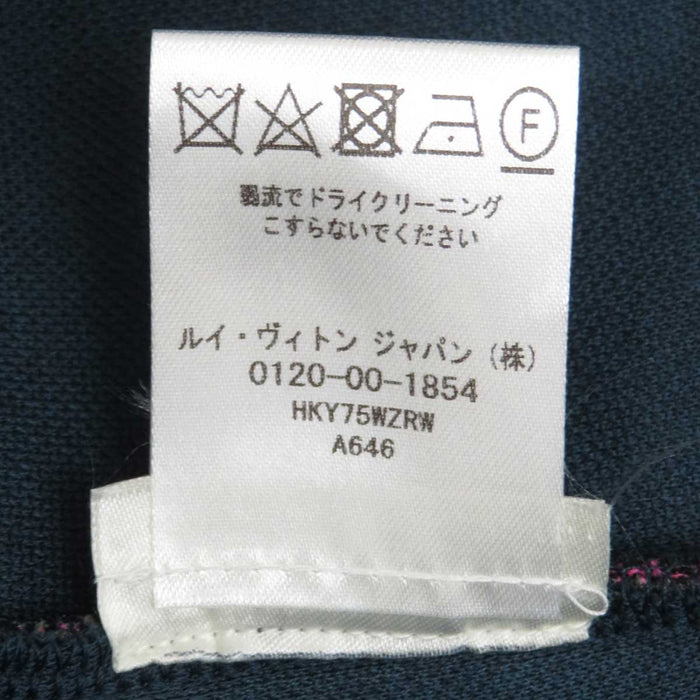 F
弱流でドライクリーニング
こすらないでください
ルイ・ヴィトン ジャパン (株)
0120-00-1854
HKY75WZRW
A646